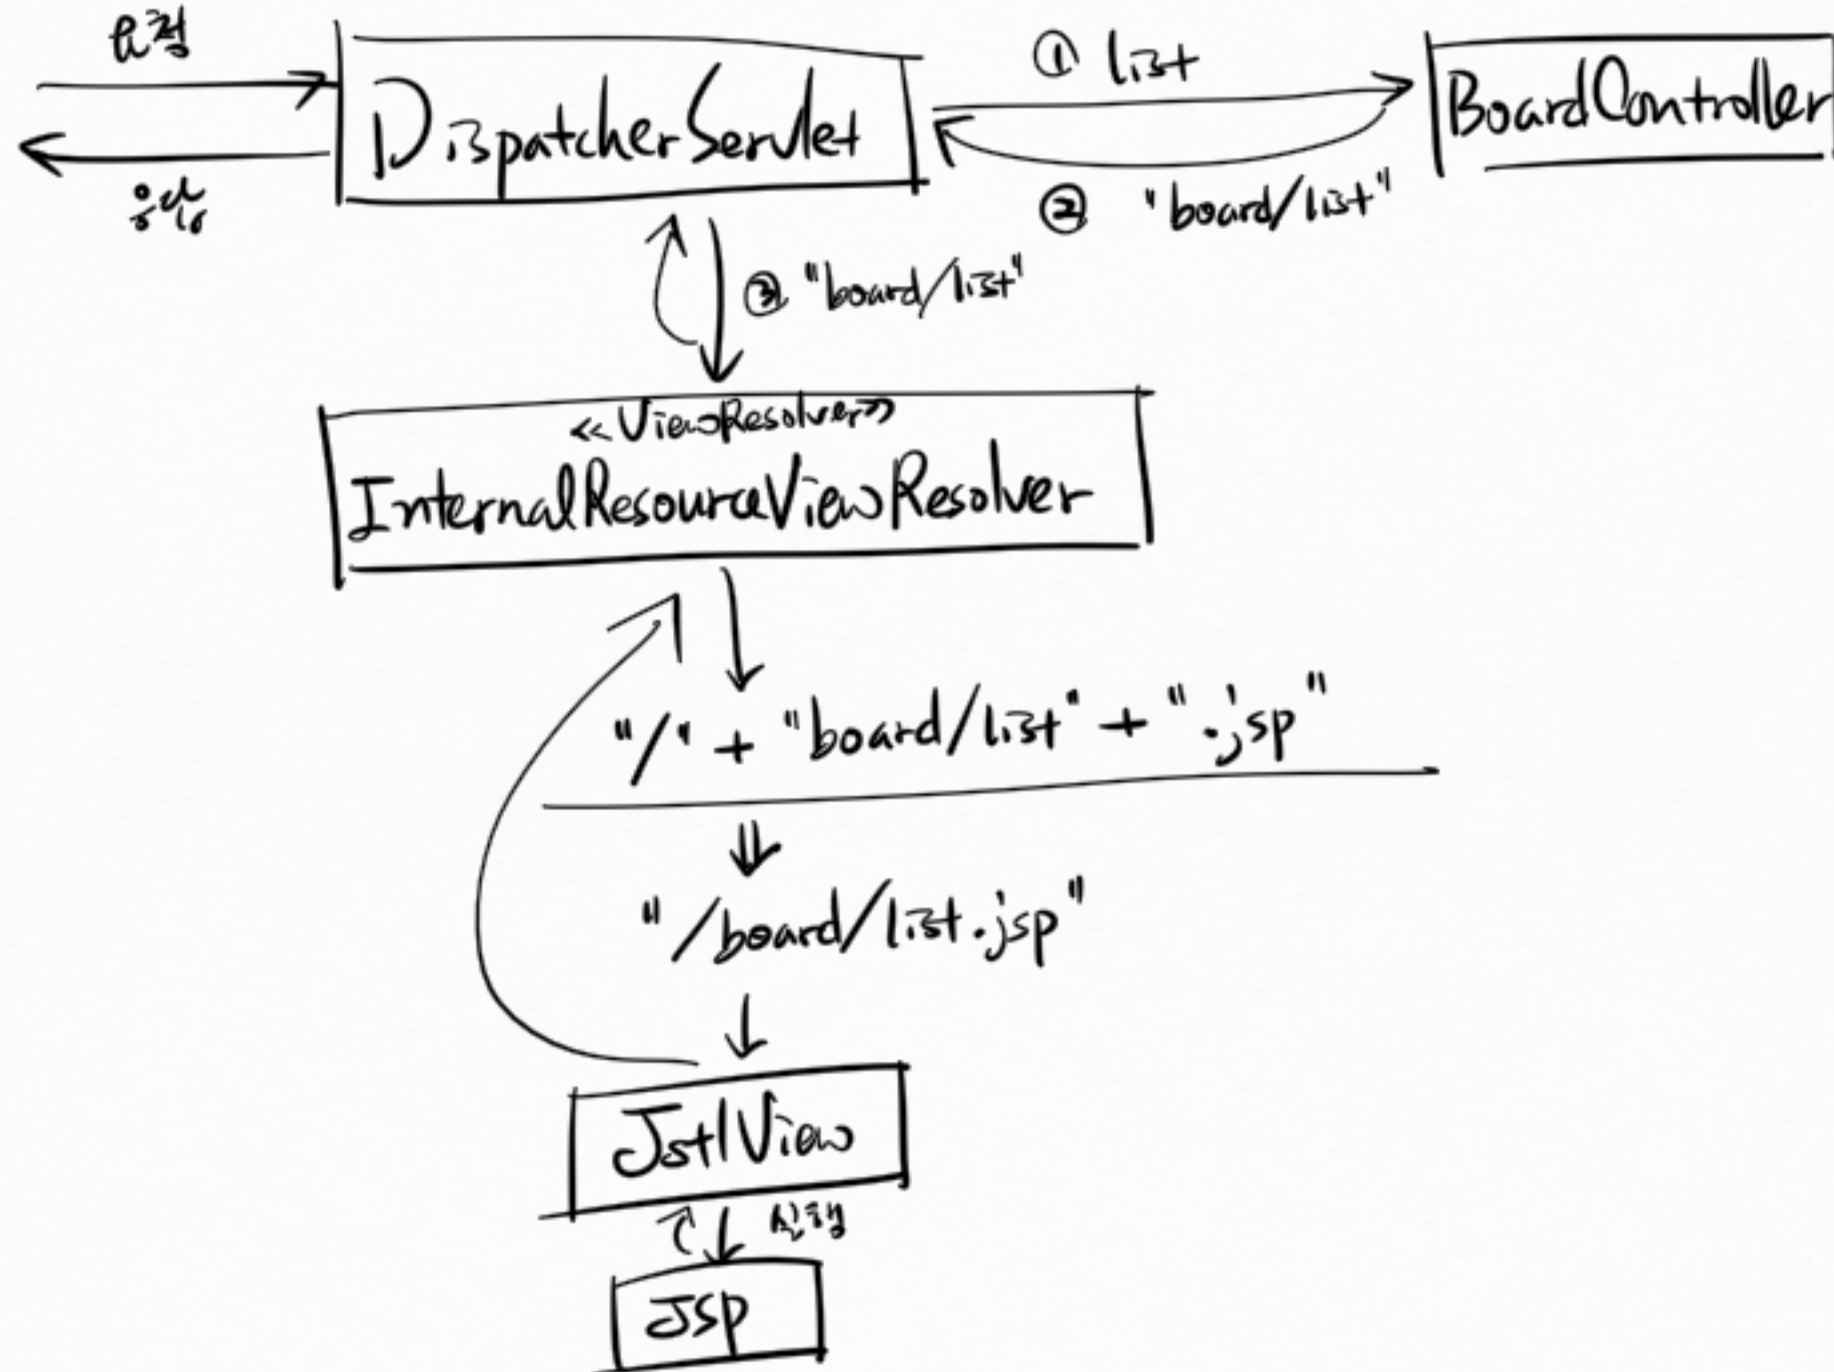 요청
DispatcherServlet
① list
BoardController
응답
② "board/list"
③ "board/list"
<<ViewResolver>>
InternalResourceViewResolver
"/" + "board/list" + ".jsp"
"/board/list.jsp"
JstlView
실행
JSP